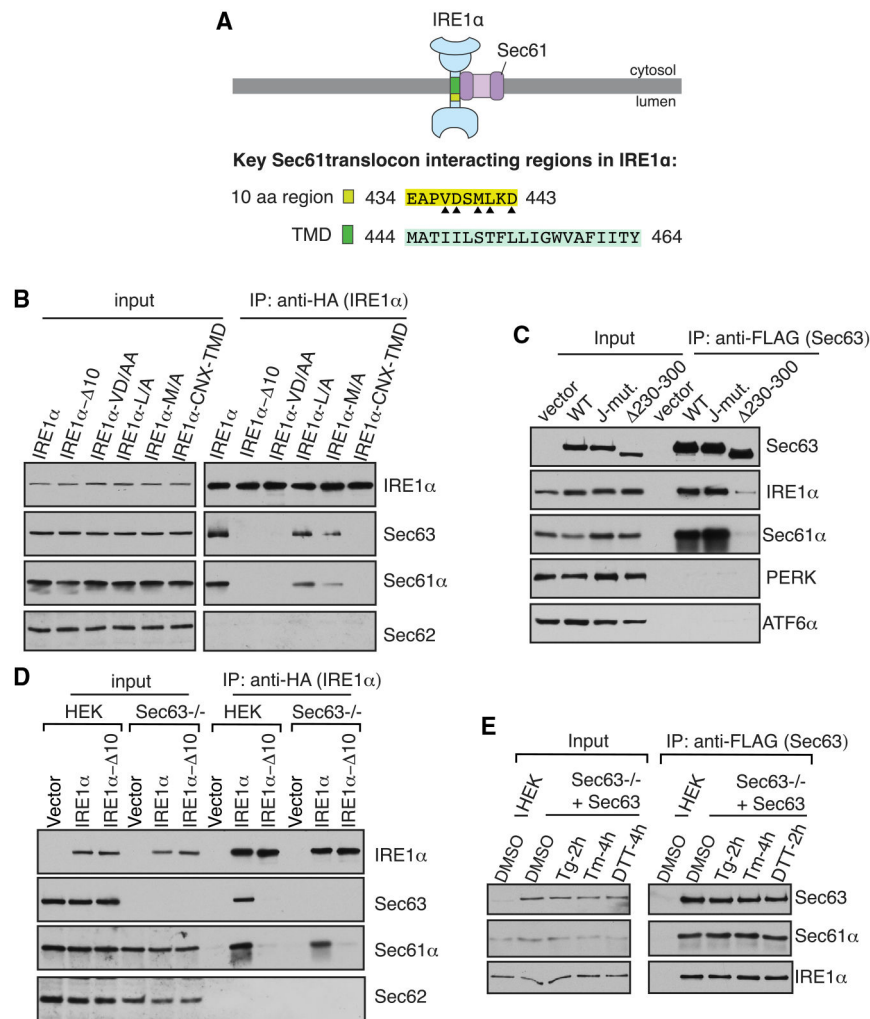 A
IRE1α
Sec61
cytosol
lumen
Key Sec61translocon interacting regions in IRE1α:
10 aa region 434 EAPVDSMLKD 443
TMD 444 MATIILSTFLLIGWVAFIITY 464
B
input IP: anti-HA (IRE1α)
IRE1α
IRE1α-Δ10
IRE1α-VD/AA
IRE1α-L/A
IRE1α-M/A
IRE1α-CNX-TMD
IRE1α
IRE1α-Δ10
IRE1α-VD/AA
IRE1α-L/A
IRE1α-M/A
IRE1α-CNX-TMD
IRE1α
Sec63
Sec61α
Sec62
C
Input IP: anti-FLAG (Sec63)
vector
WT
J-mut.
Δ230-300
vector
WT
J-mut.
Δ230-300
Sec63
IRE1α
Sec61α
PERK
ATF6α
D
input IP: anti-HA (IRE1α)
HEK Sec63-/- HEK Sec63-/-
Vector
IRE1α
IRE1α-Δ10
Vector
IRE1α
IRE1α-Δ10
Vector
IRE1α
IRE1α-Δ10
Vector
IRE1α
IRE1α-Δ10
IRE1α
Sec63
Sec61α
Sec62
E
Input IP: anti-FLAG (Sec63)
HEK
Sec63-/-
+ Sec63
HEK
Sec63-/-
+ Sec63
DMSO
DMSO
Tg-2h
Tm-4h
DTT-4h
DMSO
DMSO
Tg-2h
Tm-4h
DTT-2h
Sec63
Sec61α
IRE1α